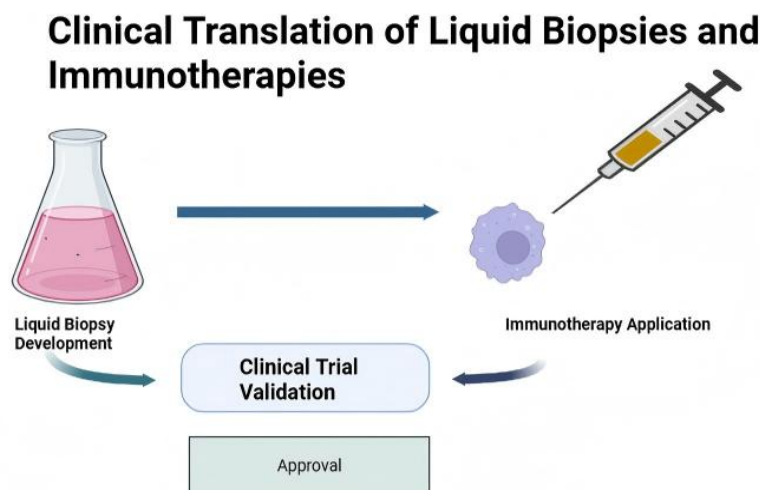 Clinical Translation of Liquid Biopsies and
Immunotherapies
Liquid Biopsy
Development
Immunotherapy Application
Clinical Trial
Validation
Approval